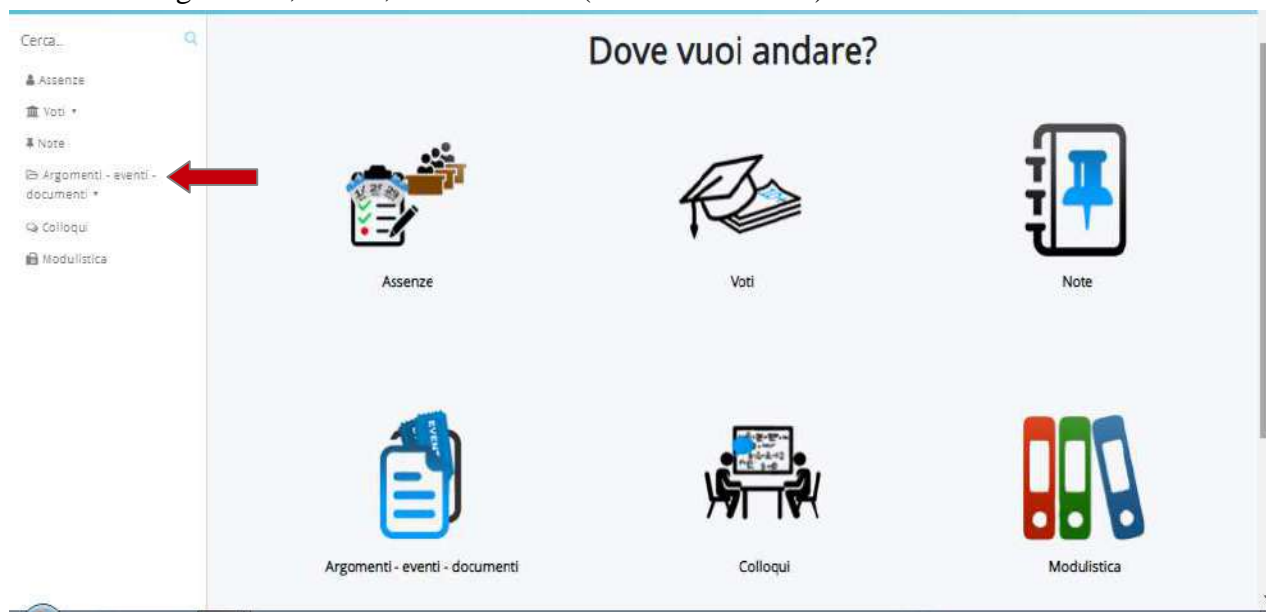 Cerca..
Dove vuoi andare?
Assenze
Voti
Note
Argomenti - eventi -
documenti
Colloqui
Modulistica
Assenze
Voti
Note
EVENT
Argomenti - eventi - documenti
Colloqui
Modulistica